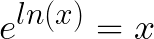 e^{ln(x)} = x